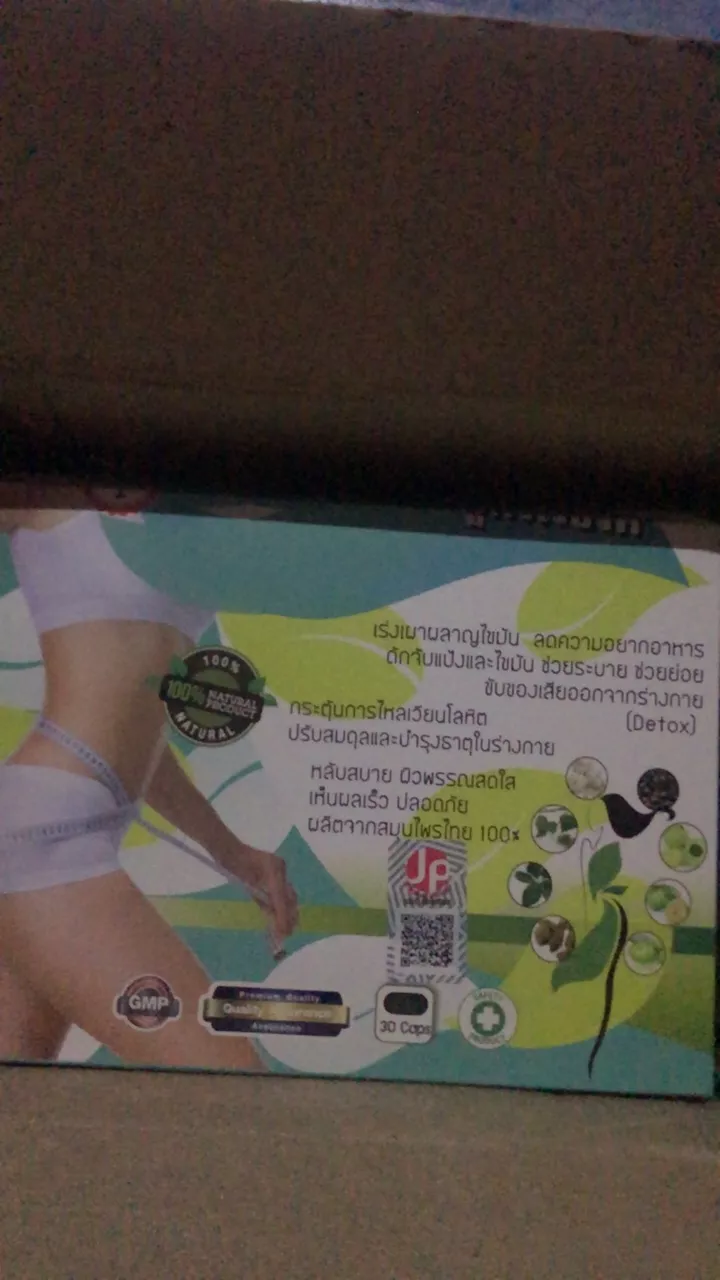 เร่งเผาผลาญไขมัน ลดความอยากอาหาร
ดักจับแป้งและไขมัน ช่วยระบาย ช่วยย่อย
ขับของเสียออกจากร่างกาย
(Detox)
กระตุ้นการไหลเวียนโลหิต
ปรับสมดุลและบำรุงธาตุในร่างกาย
หลับสบาย ผิวพรรณสดใส
เห็นผลเร็ว ปลอดภัย
ผลิตจากสมุนไพรไทย 100%
100%
100% NATURAL PRODUCT
NATURAL
JP
GMP
Premium Quality
Quality Assurance
30 Caps
SAFETY
PRODUCT